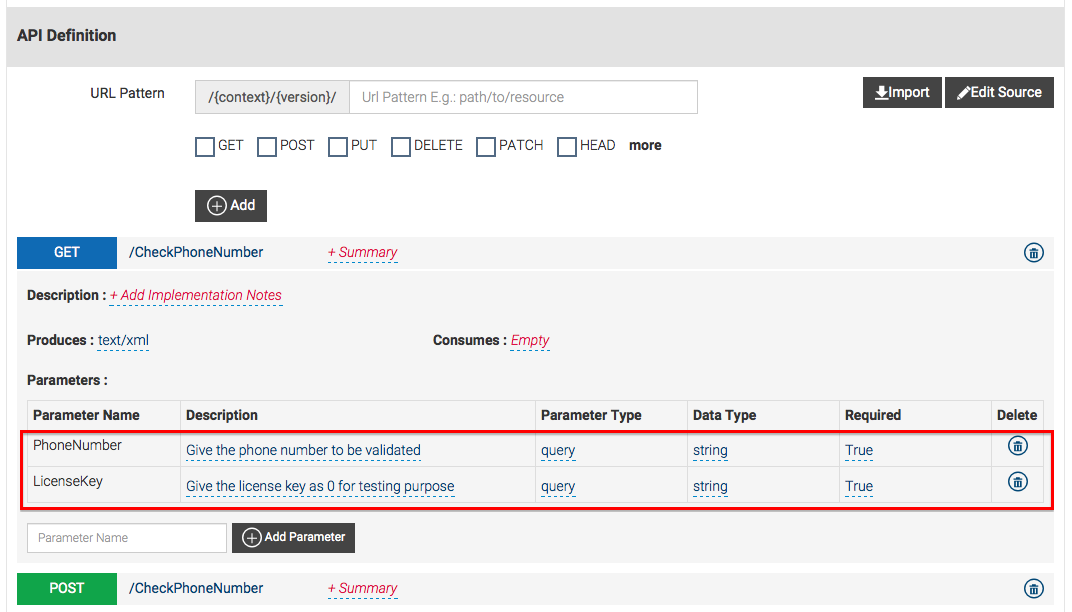 API Definition
URL Pattern /{context}/{version}/ Url Pattern E.g.: path/to/resource Import Edit Source
GET POST PUT DELETE PATCH HEAD more
Add
GET /CheckPhoneNumber + Summary
Description : + Add Implementation Notes
Produces : text/xml Consumes : Empty
Parameters :
Parameter Name Description Parameter Type Data Type Required Delete
PhoneNumber Give the phone number to be validated query string True
LicenseKey Give the license key as 0 for testing purpose query string True
Parameter Name Add Parameter
POST /CheckPhoneNumber + Summary